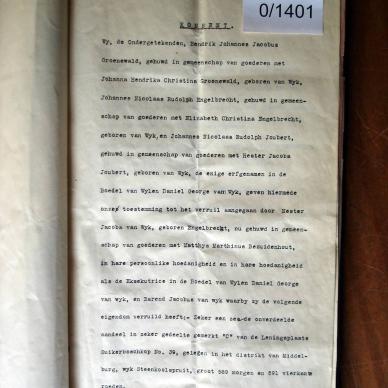 0/1401
K O N S E N T .
Wy, de Ondergetekenden, Hendrik Johannes Jacobus
Groenewald, gehuwd in gemeenschap van goederen met
Johanna Hendrika Christina Groenewald, geboren van Wyk,
Johannes Nicolaas Rudolph Engelbrecht, gehuwd in gemeen-
schap van goederen met Elizabeth Christina Engelbrecht,
geboren van Wyk,en Johannes Nicolaas Rudolph Joubert,
gehuwd in gemeenschap van goederen met Hester Jacoba
Joubert, geboren van Wyk, de enige erfgenamen in de
Boedel van Wylen Daniel George van Wyk, geven hiermede
onze toestemming tot het verruil aangegaan door Hester
Jacoba van Wyk, geboren Engelbrecht, nu gehuwd in gemeen-
schap van goederen met Matthys Marthinus Bezuidenhout,
in hare persoonlike hoedanigheid en in hare hoedanigheid
als de Eksekutrice in de Boedel van Wylen Daniel George
van wyk, en Barend Jacobus van wyk waarby zy de volgende
eigendom verruild heeft:- Zeker een sesde onverdeelde
aandeel in zeker gedeelte gemerkt "C" van de Leningsplaats
Suikerboschkop No. 39, gelegen in het distrikt van Middel-
burg, wyk Steenkoolspruit, groot 589 morgen en 591 vierkante
roeden.